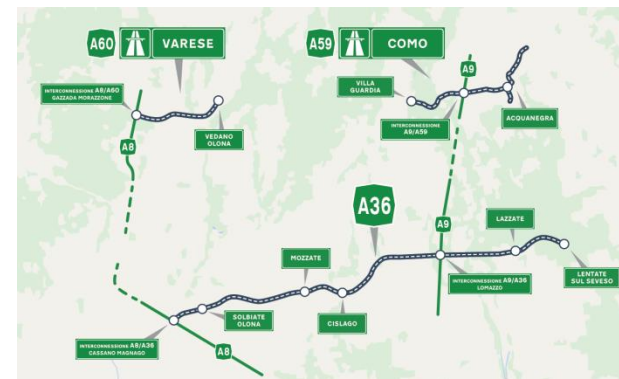 A60
VARESE
A59
COMO
INTERCONNESSIONE A8/A60
GAZZADA MORAZZONE
VEDANO
OLONA
A8
VILLA
GUARDIA
A9
INTERCONNESSIONE
A9/A59
ACQUANEGRA
A36
A9
LAZZATE
MOZZATE
LENTATE
SUL SEVESO
INTERCONNESSIONE A9/A36
LOMAZZO
SOLBIATE
OLONA
CISLAGO
INTERCONNESSIONE A8/A36
CASSANO MAGNAGO
A8